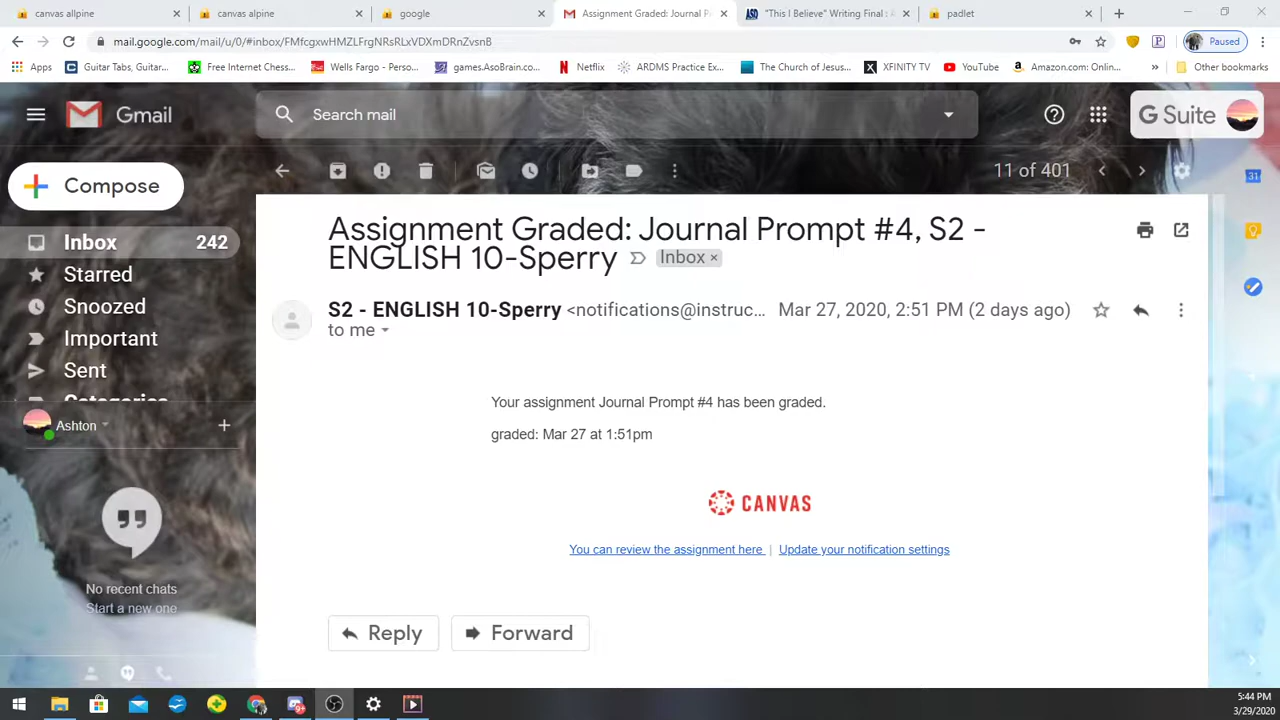 canvas allpine
canvas alpine
google
Assignment Graded: Journal P
"This I Believe" Writing Final : A
padlet
mail.google.com/mail/u/0/#inbox/FMfcgxwHMZLFrgNRsRLxVDXmDRnZvsnB
Paused
Apps
Guitar Tabs, Guitar...
Free Internet Chess...
Wells Fargo - Perso...
games.AsoBrain.co...
Netflix
ARDMS Practice Ex...
The Church of Jesus...
XFINITY TV
YouTube
Amazon.com: Onlin...
»
Other bookmarks
Gmail
Search mail
G Suite
Compose
11 of 401
Inbox 242
Starred
Snoozed
Important
Sent
Categories
Ashton
No recent chats
Start a new one
Assignment Graded: Journal Prompt #4, S2 -
ENGLISH 10-Sperry
Inbox ×
S2 - ENGLISH 10-Sperry <notifications@instruc... Mar 27, 2020, 2:51 PM (2 days ago)
to me
Your assignment Journal Prompt #4 has been graded.
graded: Mar 27 at 1:51pm
CANVAS
You can review the assignment here | Update your notification settings
Reply
Forward
31
5:44 PM
3/29/2020